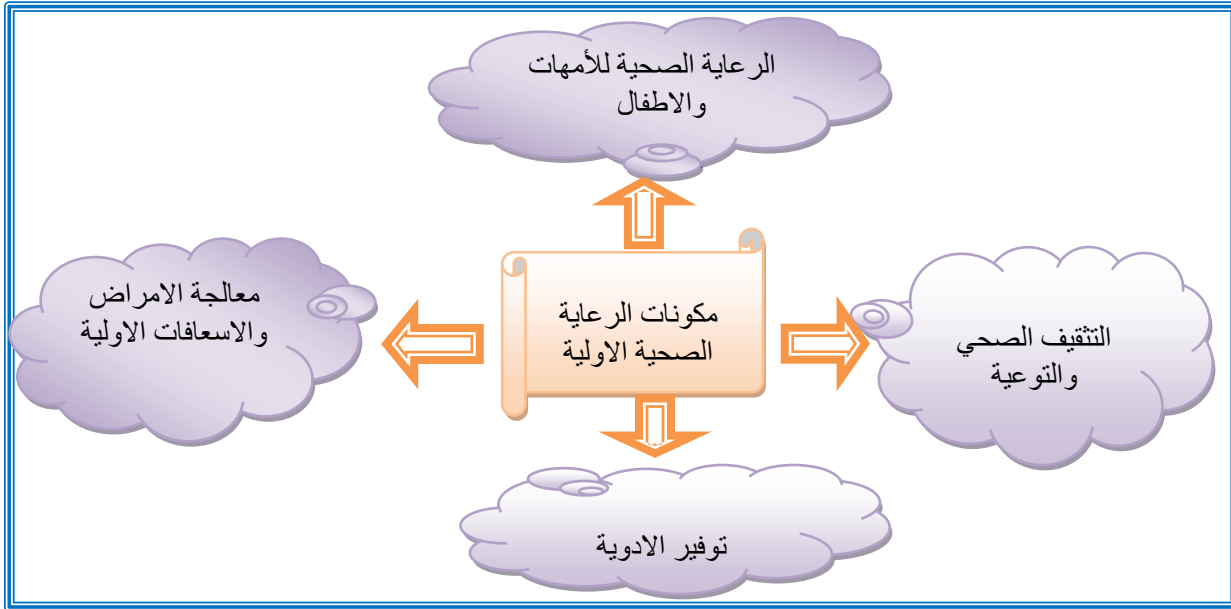 الرعاية الصحية للأمهات
والاطفال
مكونات الرعاية
الصحية الاولية
التثقيف الصحي
والتوعية
معالجة الامراض
والاسعافات الاولية
توفير الادوية